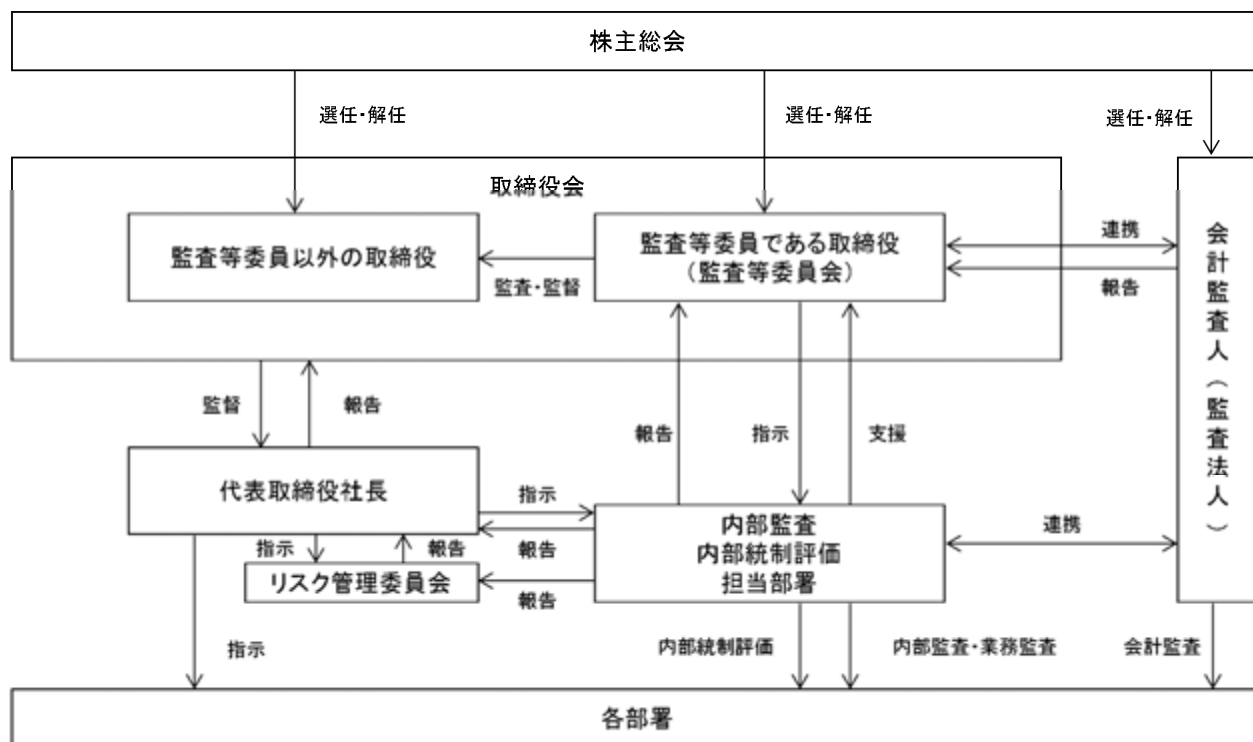 株主総会
選任・解任
選任・解任
選任・解任
取締役会
監査等委員以外の取締役
監査等委員である取締役
（監査等委員会）
監査・監督
連携
報告
会計監査人（監査法人）
監督
報告
報告
指示
支援
代表取締役社長
指示
報告
内部監査
内部統制評価
担当部署
連携
指示
報告
リスク管理委員会
報告
指示
内部統制評価
内部監査・業務監査
会計監査
各部署